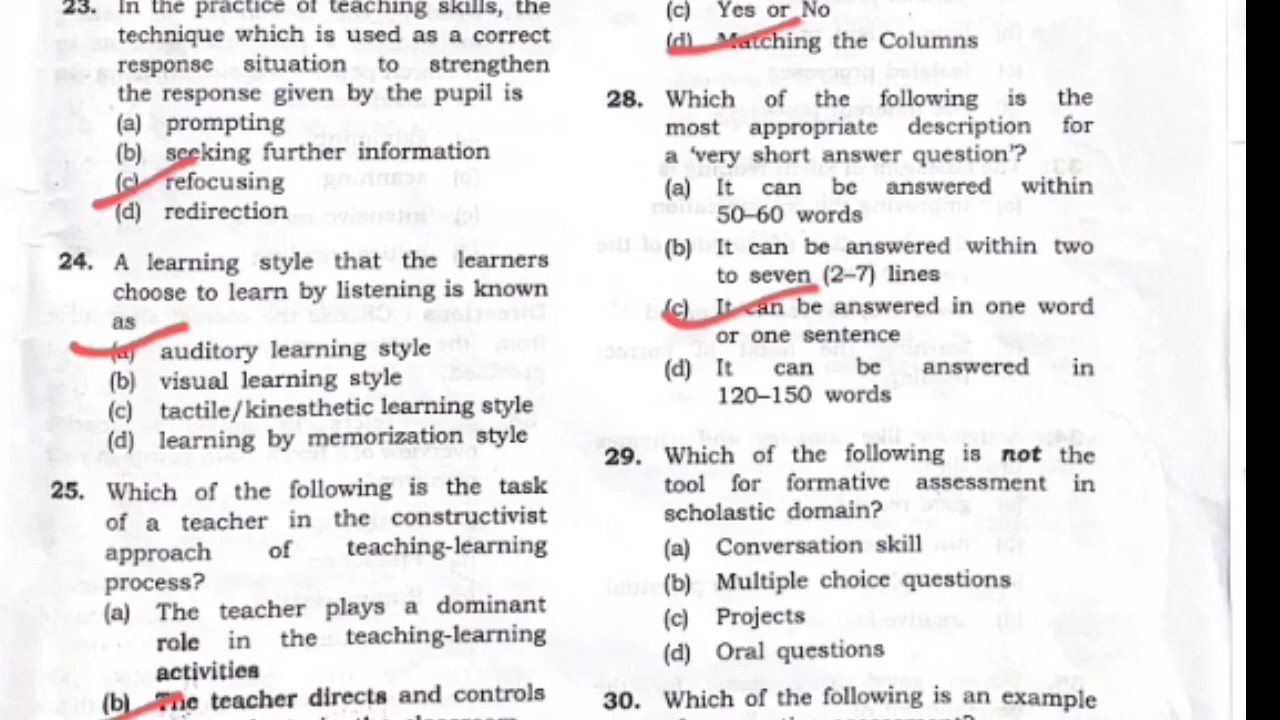 23. In the practice of teaching skills, the
technique which is used as a correct
response situation to strengthen
the response given by the pupil is
(a) prompting
(b) seeking further information
(c) refocusing
(d) redirection
24. A learning style that the learners
choose to learn by listening is known
as
(a) auditory learning style
(b) visual learning style
(c) tactile/kinesthetic learning style
(d) learning by memorization style
25. Which of the following is the task
of a teacher in the constructivist
approach of teaching-learning
process?
(a) The teacher plays a dominant
role in the teaching-learning
activities
(b) The teacher directs and controls
the classroom
(c) Yes or No
(d) Matching the Columns
28. Which of the following is the
most appropriate description for
a ‘very short answer question’?
(a) It can be answered within
50–60 words
(b) It can be answered within two
to seven (2–7) lines
(c) It can be answered in one word
or one sentence
(d) It can be answered in
120–150 words
29. Which of the following is not the
tool for formative assessment in
scholastic domain?
(a) Conversation skill
(b) Multiple choice questions
(c) Projects
(d) Oral questions
30. Which of the following is an example
assessment?